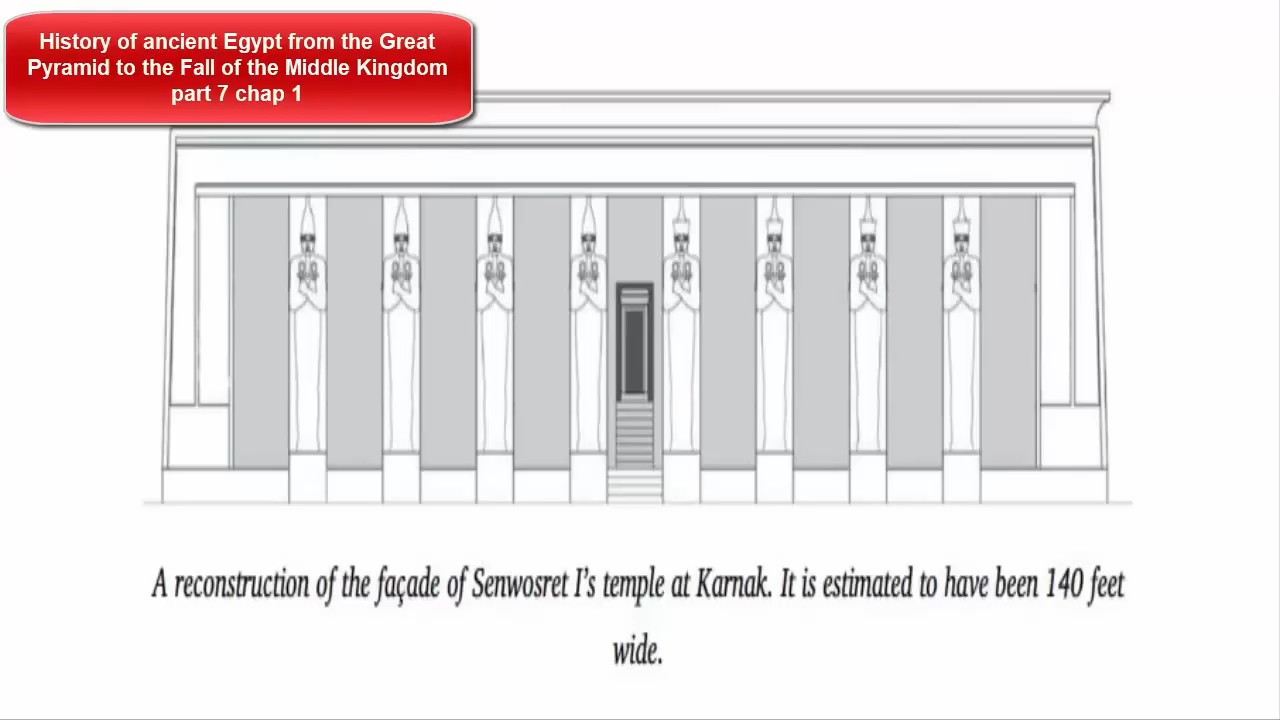 History of ancient Egypt from the Great
Pyramid to the Fall of the Middle Kingdom
part 7 chap 1
A reconstruction of the façade of Senwosret I's temple at Karnak. It is estimated to have been 140 feet
wide.